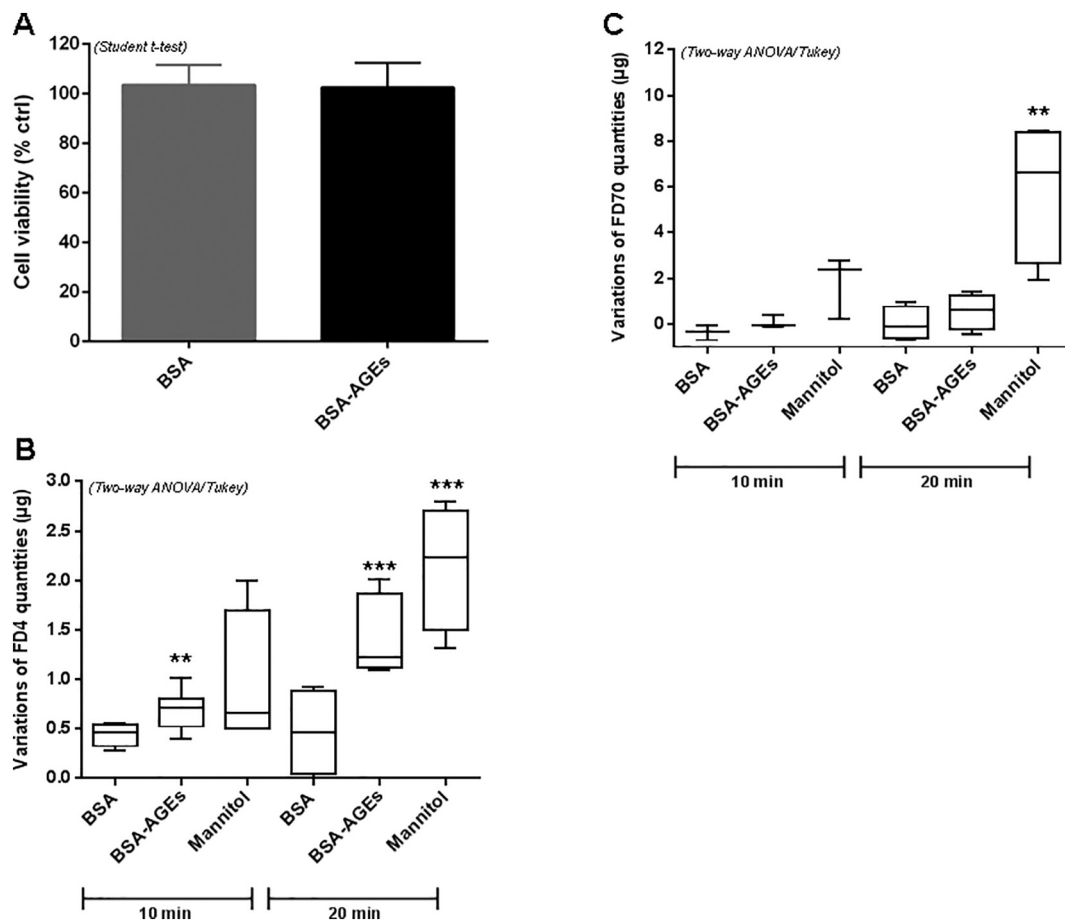 A
(Student t-test)
Cell viability (% ctrl)
120
100
80
60
40
20
0
BSA
BSA-AGEs
B
(Two-way ANOVA/Tukey)
Variations of FD4 quantities (µg)
3.0
2.5
2.0
1.5
1.0
0.5
0.0
**
***
***
BSA
BSA-AGEs
Mannitol
BSA
BSA-AGEs
Mannitol
10 min
20 min
C
(Two-way ANOVA/Tukey)
Variations of FD70 quantities (µg)
12
10
8
6
4
2
0
**
BSA
BSA-AGEs
Mannitol
BSA
BSA-AGEs
Mannitol
10 min
20 min